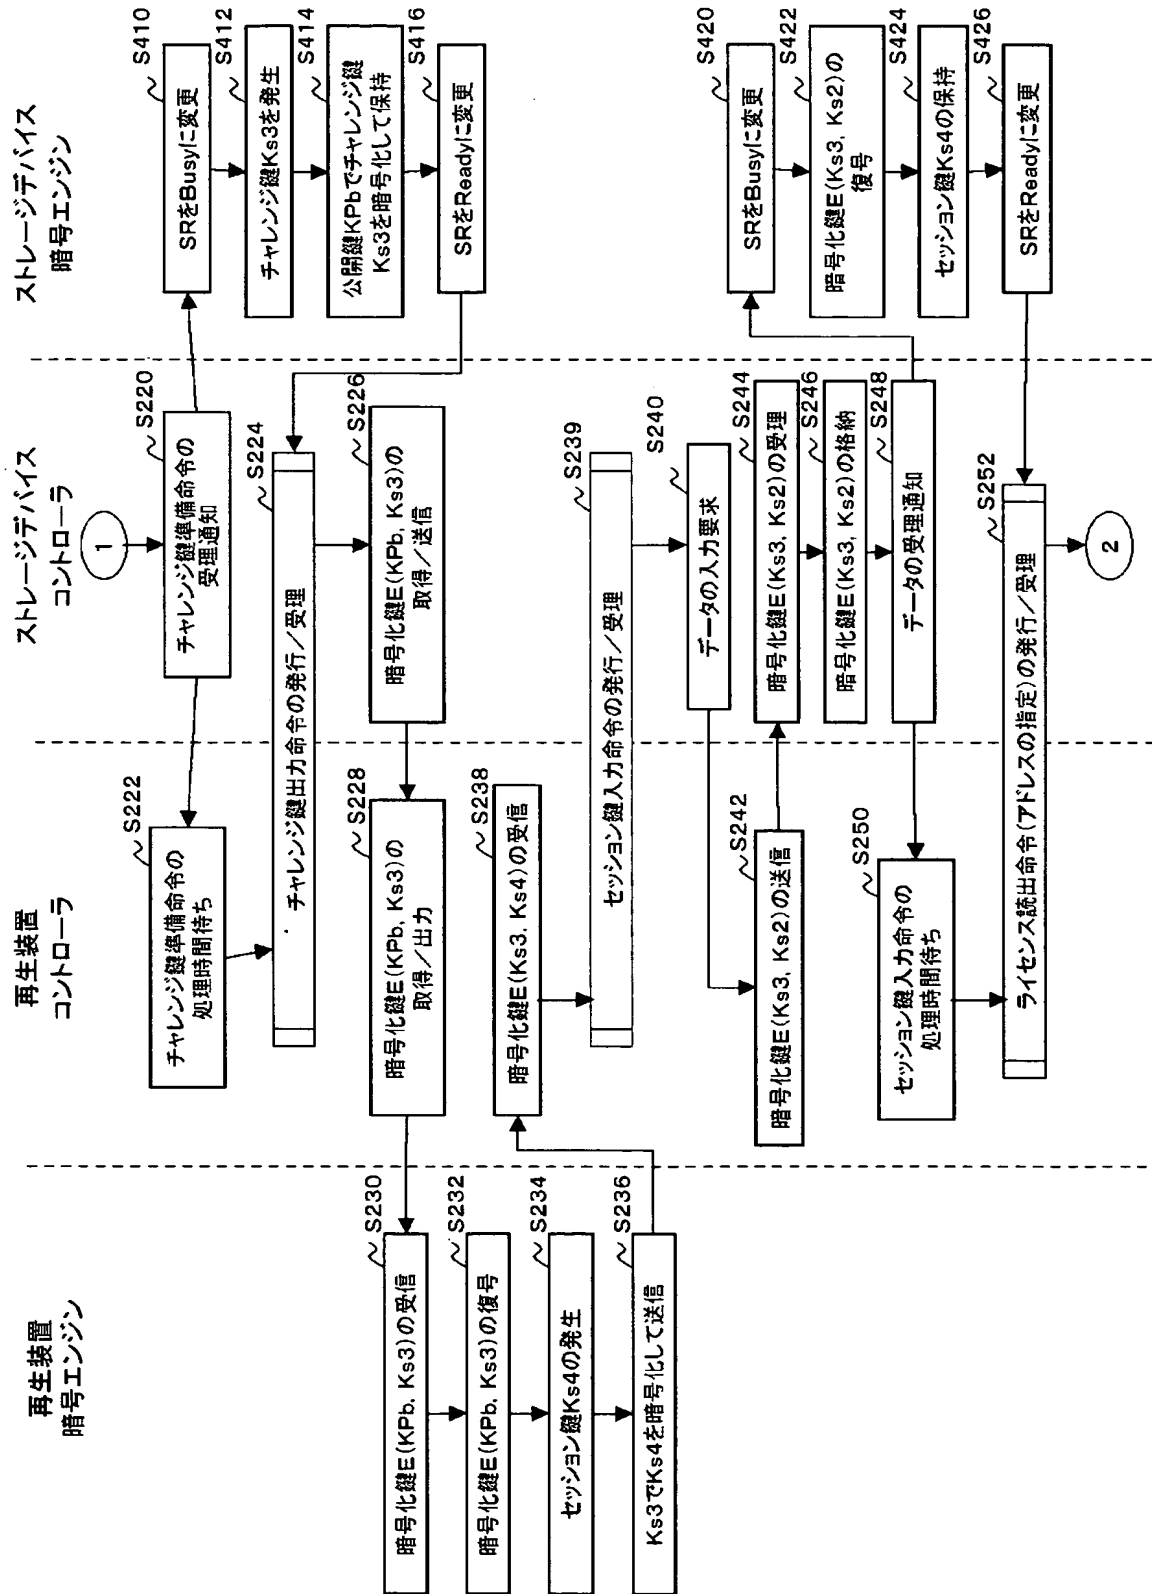 再生装置
暗号エンジン
再生装置
コントローラ
ストレージデバイス
コントローラ
ストレージデバイス
暗号エンジン
1
S220
チャレンジ鍵準備命令の
受理通知
S222
チャレンジ鍵準備命令の
処理時間待ち
S410
SRをBusyに変更
S412
チャレンジ鍵Ks3を発生
S414
公開鍵KPbでチャレンジ鍵
Ks3を暗号化して保持
S416
SRをReadyに変更
S224
チャレンジ鍵出力命令の発行／受理
S226
暗号化鍵E(KPb, Ks3)の
取得／送信
S228
暗号化鍵E(KPb, Ks3)の
取得／出力
S230
暗号化鍵E(KPb, Ks3)の受信
S232
暗号化鍵E(KPb, Ks3)の復号
S234
セッション鍵Ks4の発生
S236
Ks3でKs4を暗号化して送信
S238
暗号化鍵E(Ks3, Ks4)の受信
S239
セッション鍵入力命令の発行／受理
S240
データの入力要求
S242
暗号化鍵E(Ks3, Ks2)の送信
S244
暗号化鍵E(Ks3, Ks2)の受理
S246
暗号化鍵E(Ks3, Ks2)の格納
S248
データの受理通知
S250
セッション鍵入力命令の
処理時間待ち
S420
SRをBusyに変更
S422
暗号化鍵E(Ks3, Ks2)の
復号
S424
セッション鍵Ks4の保持
S426
SRをReadyに変更
S252
ライセンス読出命令(アドレスの指定)の発行／受理
2